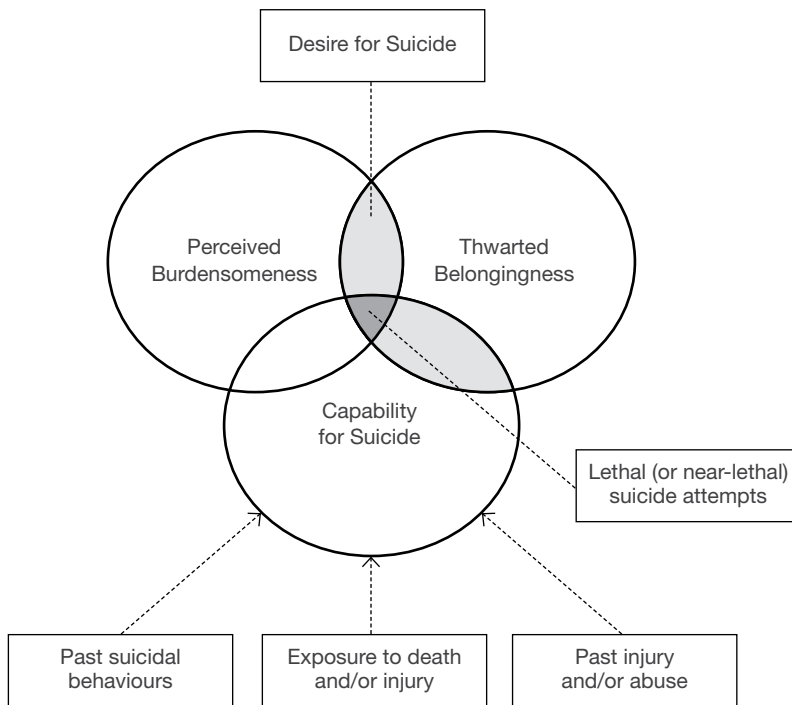 Desire for Suicide
Perceived
Burdensomeness
Thwarted
Belongingness
Capability
for Suicide
Lethal (or near-lethal)
suicide attempts
Past suicidal
behaviours
Exposure to death
and/or injury
Past injury
and/or abuse